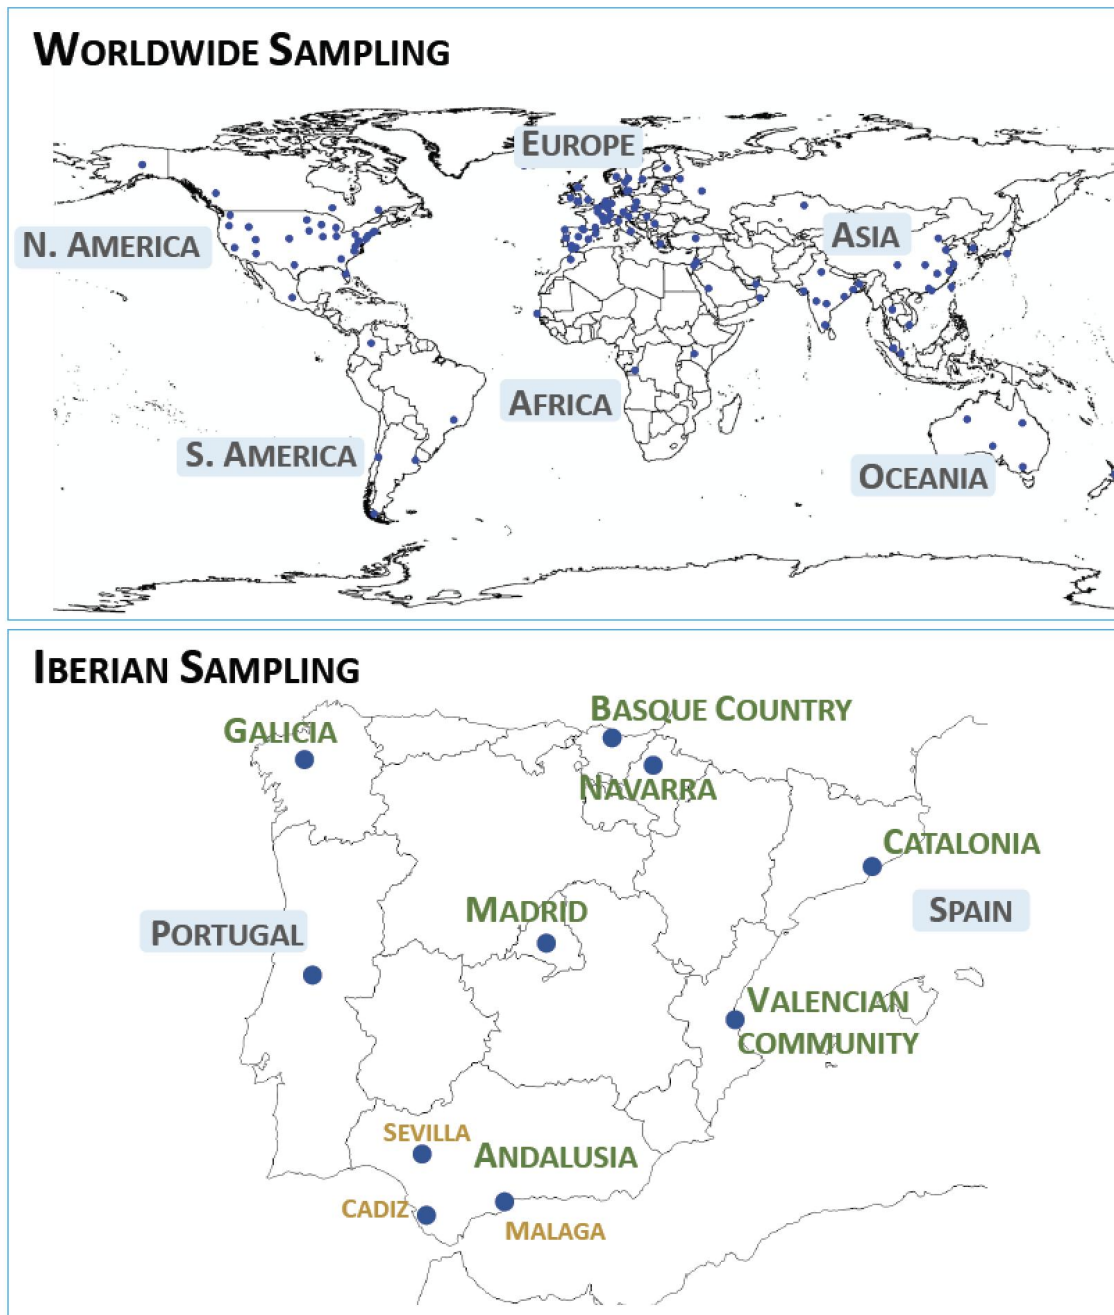 WORLDWIDE SAMPLING
EUROPE
N. AMERICA
ASIA
AFRICA
S. AMERICA
OCEANIA
IBERIAN SAMPLING
BASQUE COUNTRY
GALICIA
NAVARRA
CATALONIA
MADRID
SPAIN
PORTUGAL
VALENCIAN
COMMUNITY
SEVILLA
ANDALUSIA
CADIZ
MALAGA